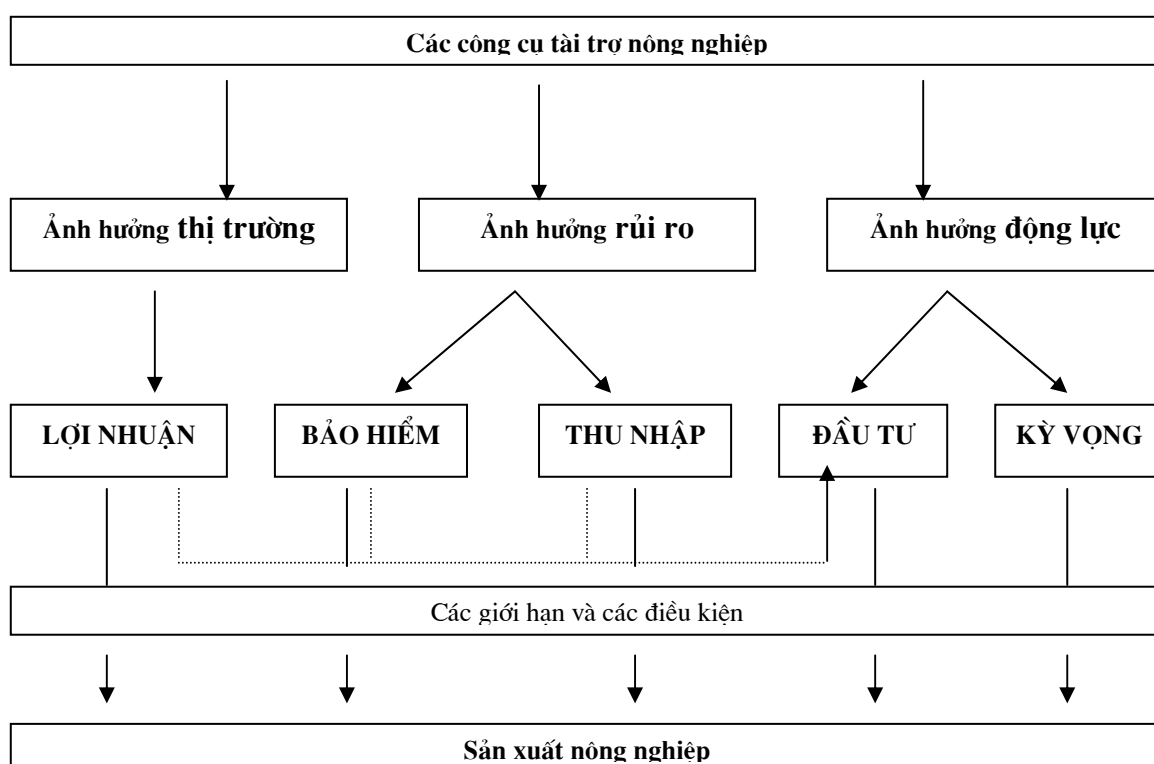 Các công cụ tài trợ nông nghiệp
Ảnh hưởng thị trường
Ảnh hưởng rủi ro
Ảnh hưởng động lực
LỢI NHUẬN
BẢO HIỂM
THU NHẬP
ĐẦU TƯ
KỲ VỌNG
Các giới hạn và các điều kiện
Sản xuất nông nghiệp